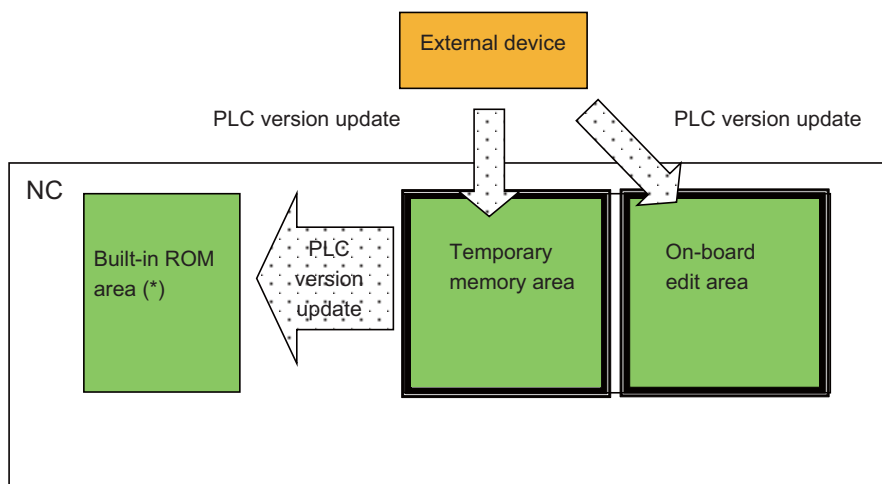 External device
PLC version update
PLC version update
NC
Built-in ROM
area (*)
PLC
version
update
Temporary
memory area
On-board
edit area